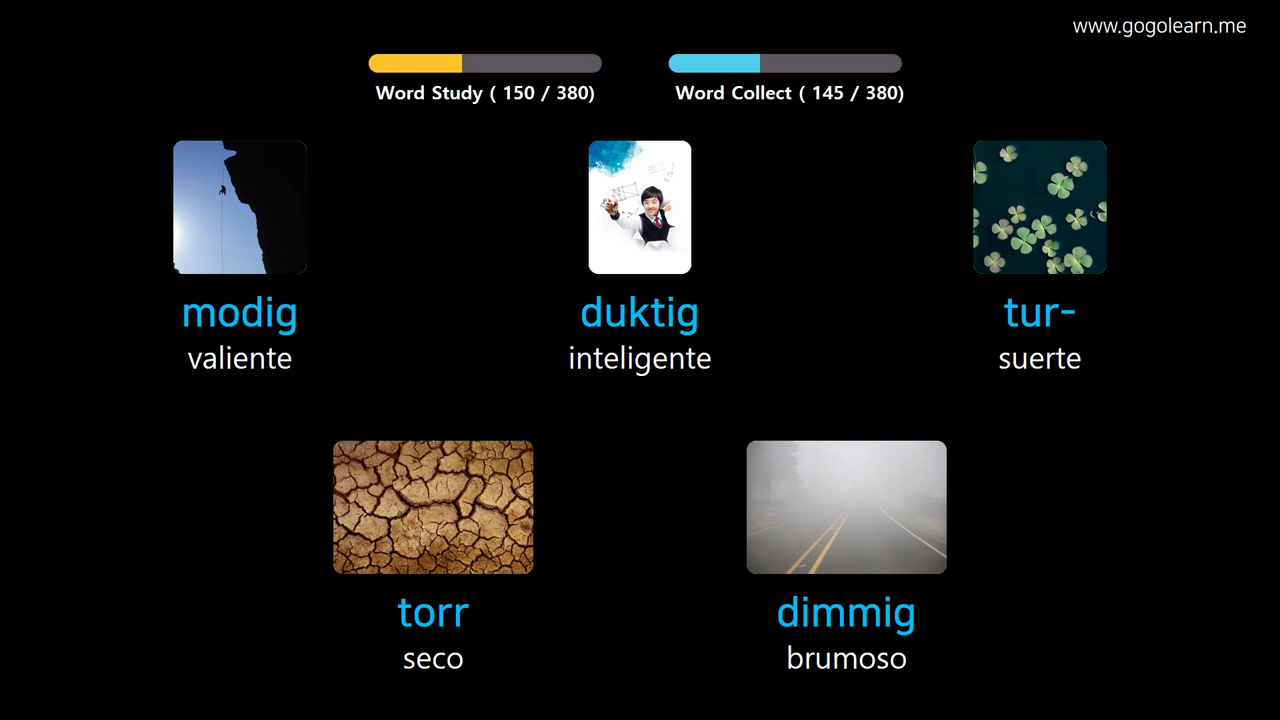 www.gogolearn.me
Word Study ( 150 / 380)
Word Collect ( 145 / 380)
modig
valiente
duktig
inteligente
tur-
suerte
torr
seco
dimmig
brumoso